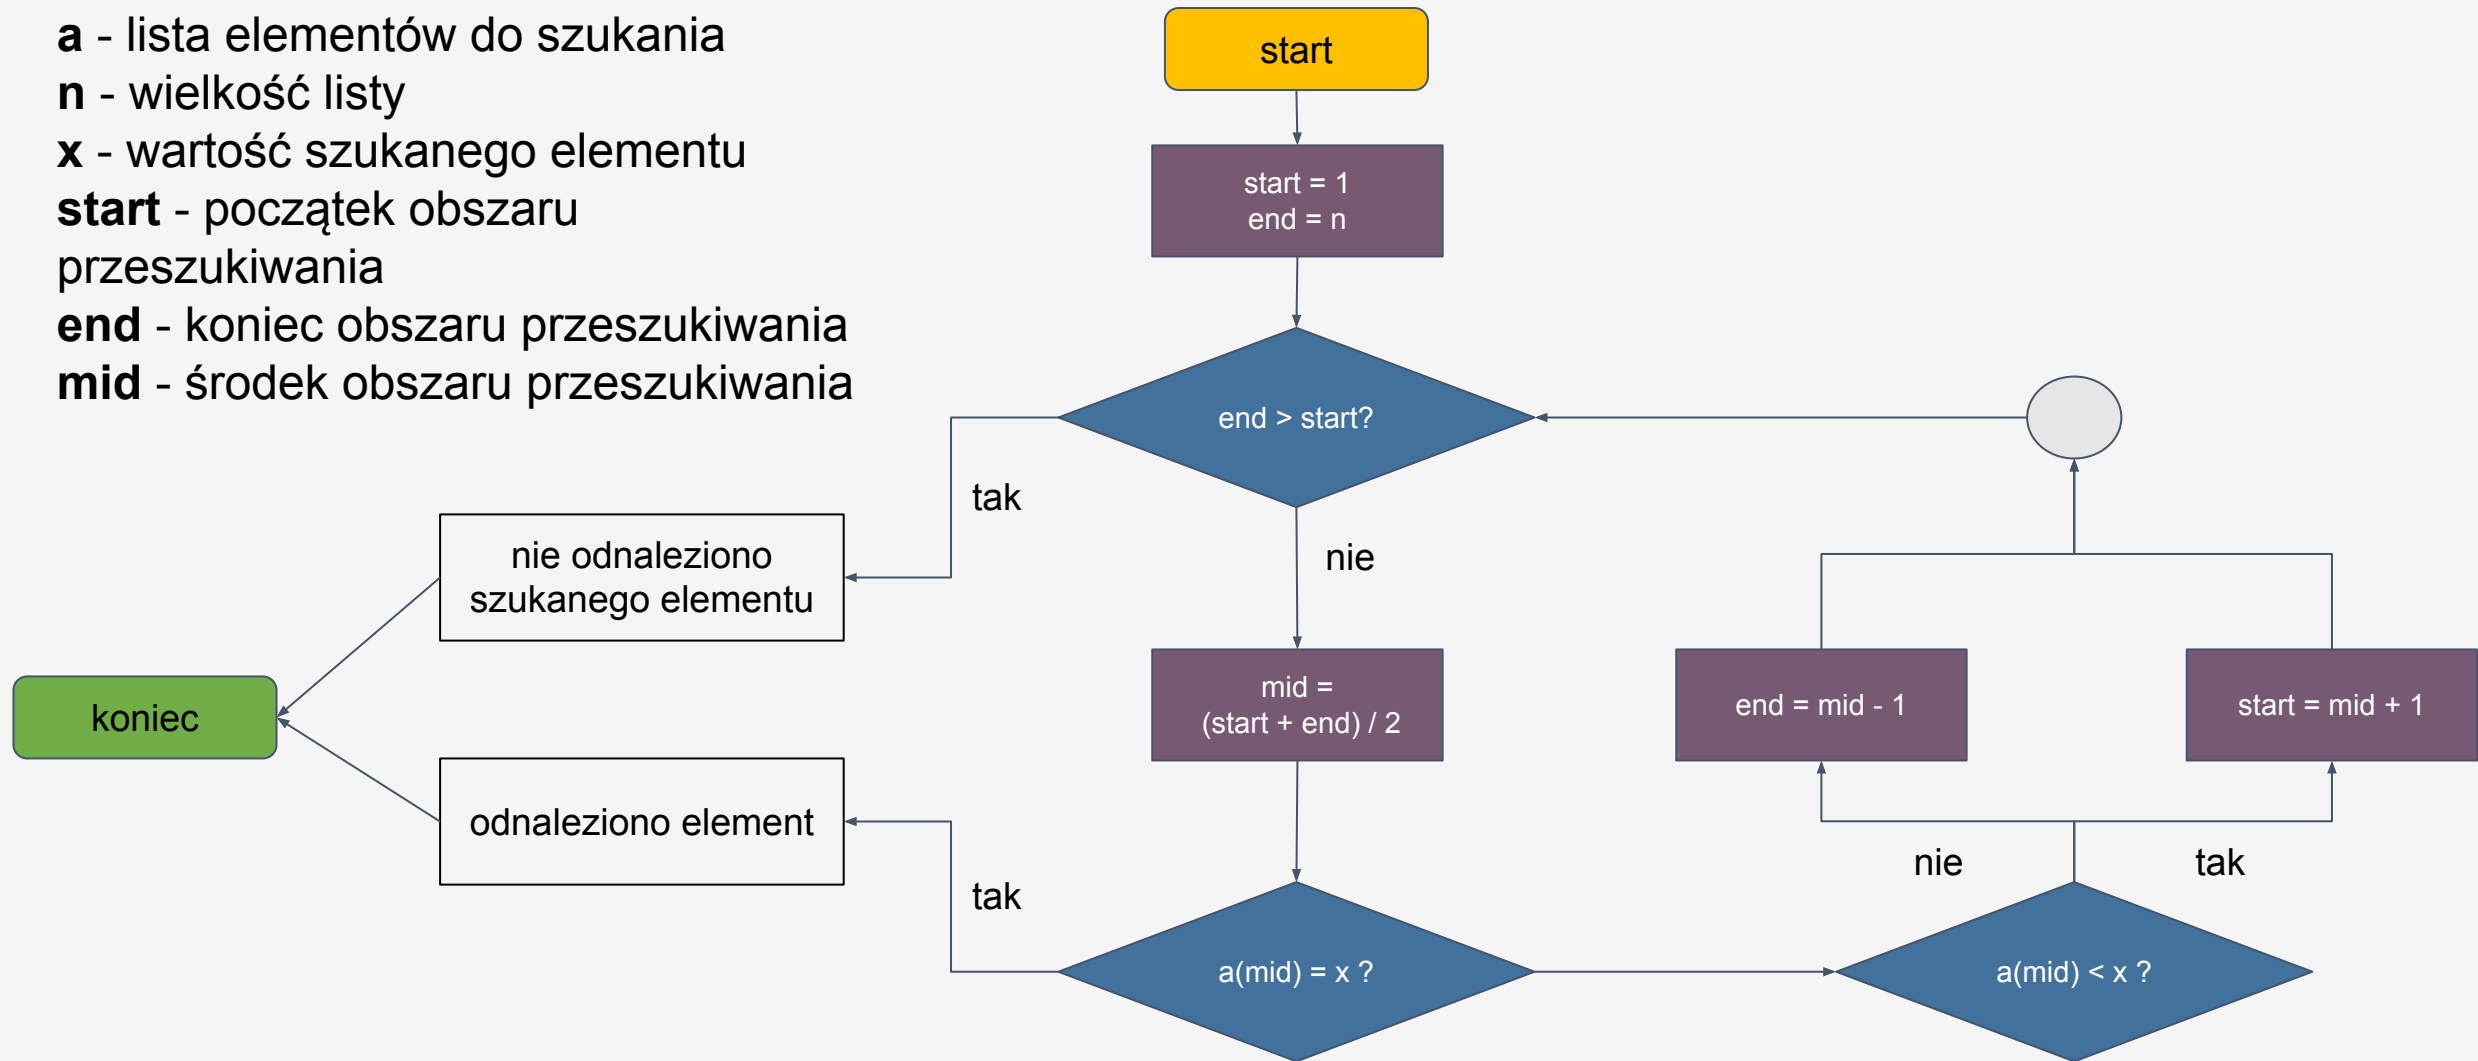 a - lista elementów do szukania
n - wielkość listy
x - wartość szukanego elementu
start - początek obszaru
przeszukiwania
end - koniec obszaru przeszukiwania
mid - środek obszaru przeszukiwania
start
start = 1
end = n
end > start?
tak
nie
nie odnaleziono
szukanego elementu
koniec
mid =
(start + end) / 2
end = mid - 1
start = mid + 1
odnaleziono element
tak
nie
tak
a(mid) = x ?
a(mid) < x ?